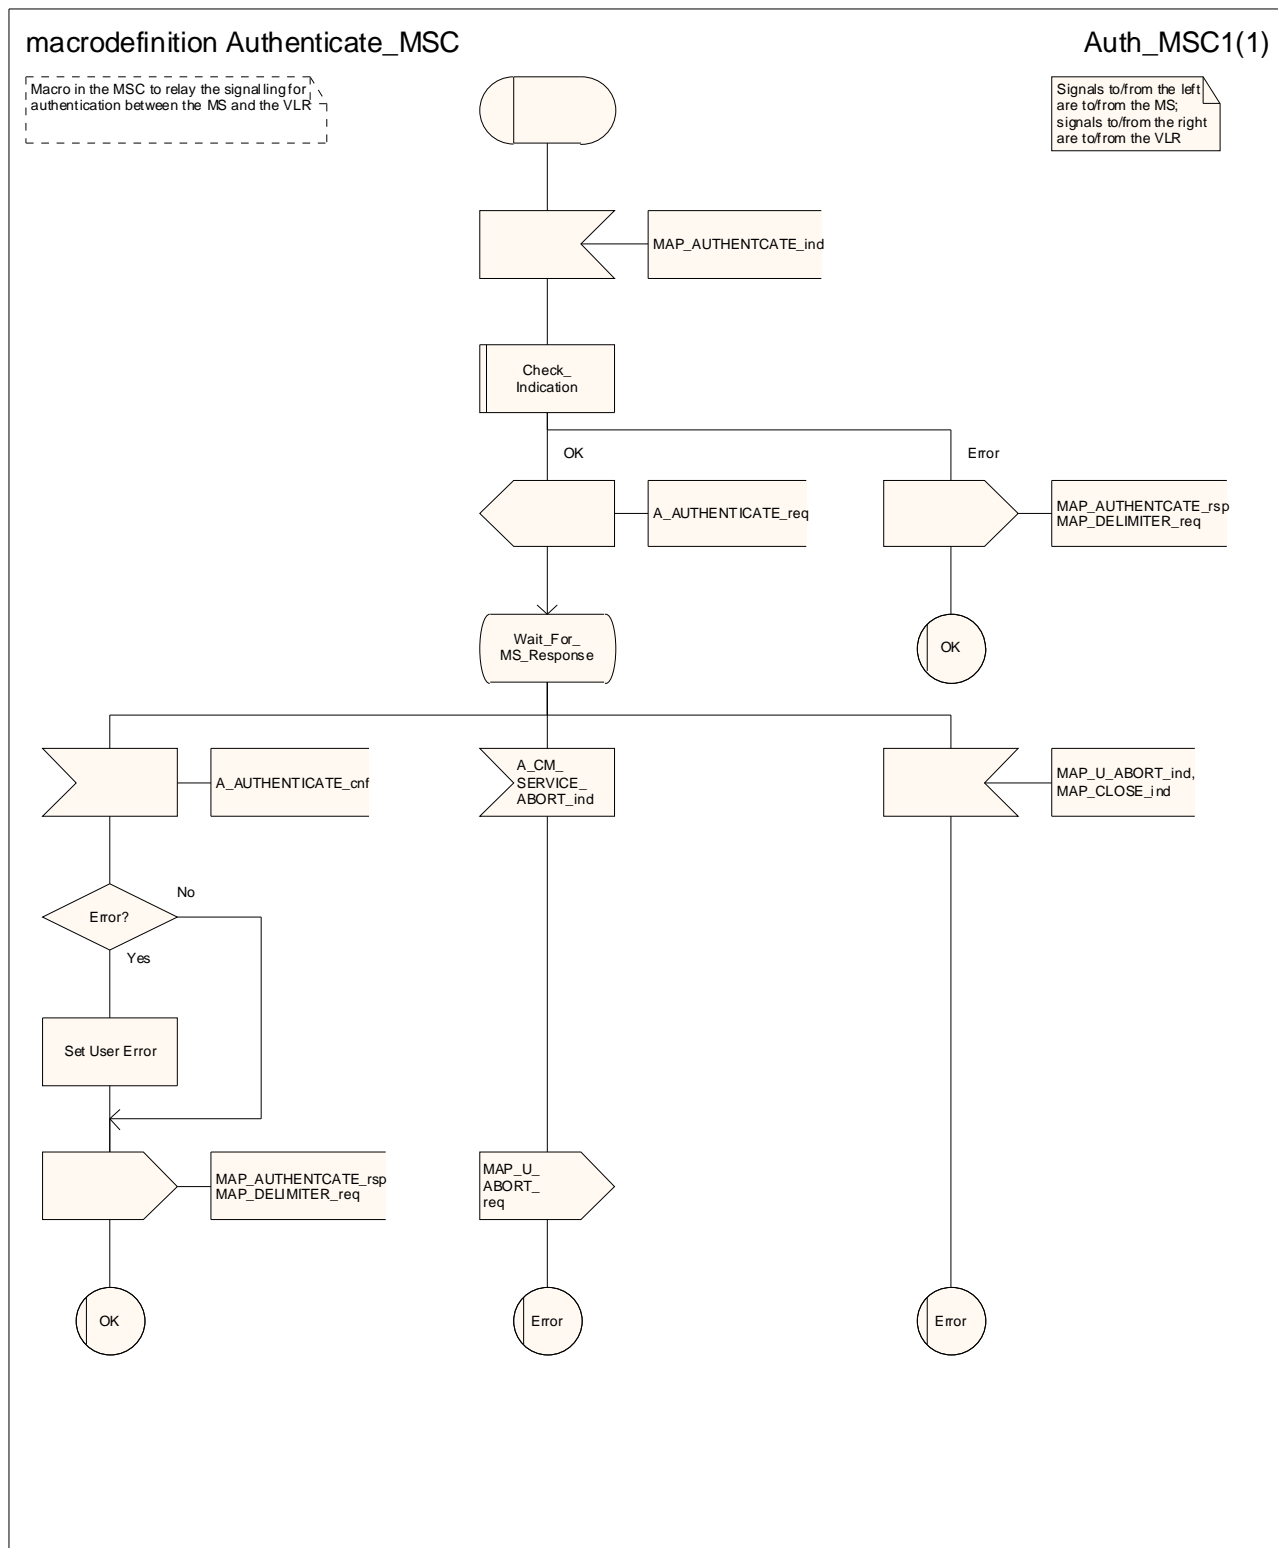 macrodefinition Authenticate_MSC
Auth_MSC1(1)
Macro in the MSC to relay the signalling for
authentication between the MS and the VLR
Signals to/from the left
are to/from the MS;
signals to/from the right
are to/from the VLR
MAP_AUTHENTCATE_ind
Check_
Indication
OK
Error
A_AUTHENTICATE_req
MAP_AUTHENTCATE_rsp
MAP_DELIMITER_req
Wait_For_
MS_Response
OK
A_AUTHENTICATE_cnf
A_CM_
SERVICE_
ABORT_ind
MAP_U_ABORT_ind,
MAP_CLOSE_ind
No
Error?
Yes
Set User Error
MAP_AUTHENTCATE_rsp
MAP_DELIMITER_req
MAP_U_
ABORT_
req
OK
Error
Error